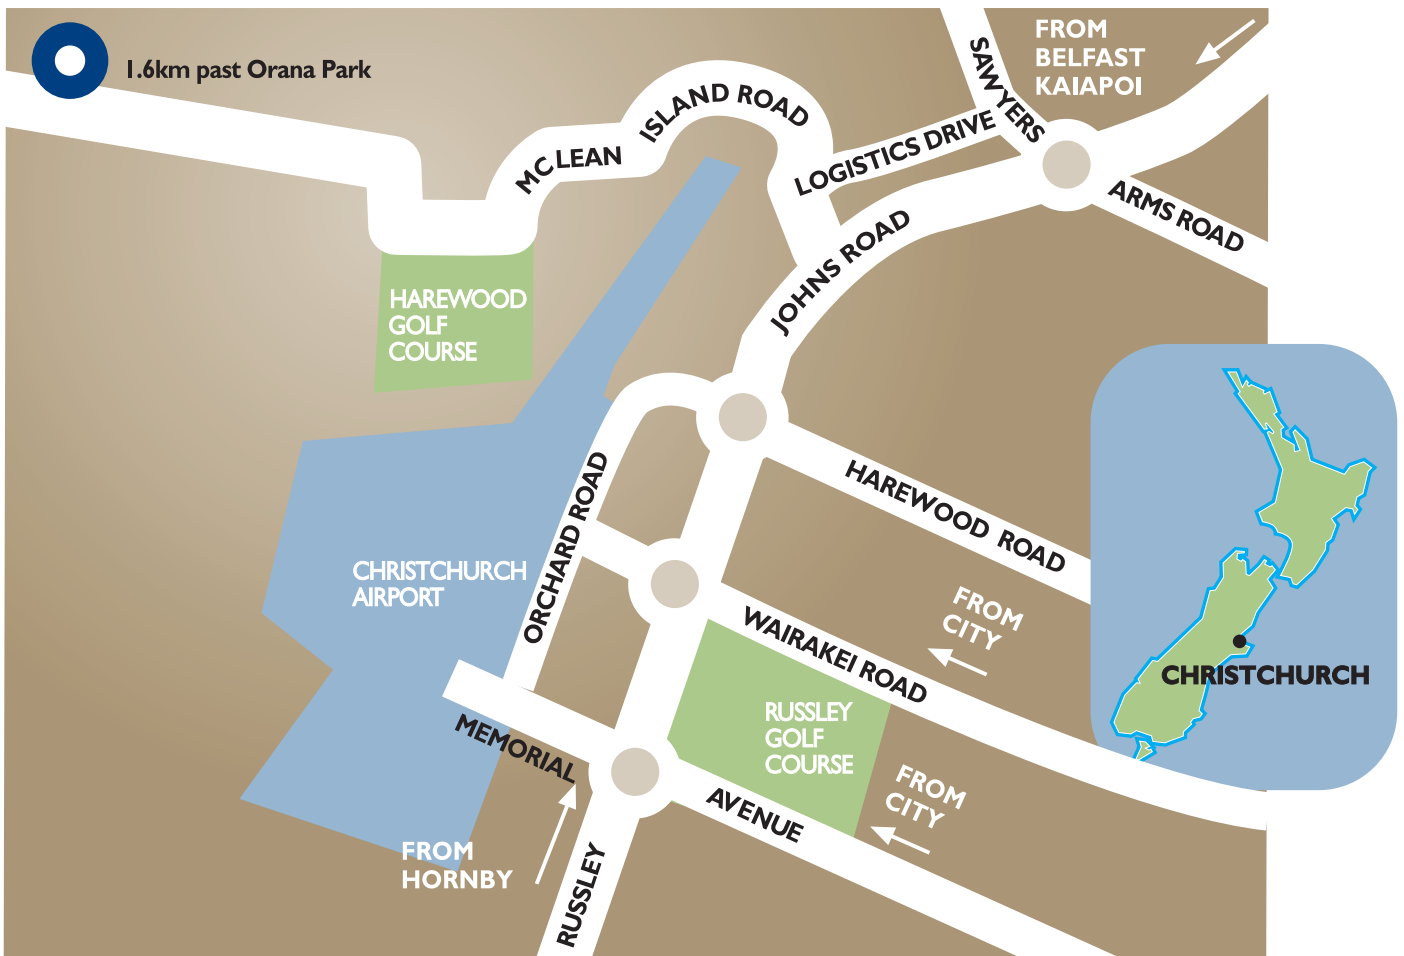 1.6km past Orana Park
FROM
BELFAST
KAIAPOI
SAWYERS
ISLAND ROAD
MCLEAN
LOGISTICS DRIVE
ARMS ROAD
JOHNS ROAD
HAREWOOD
GOLF
COURSE
HAREWOOD ROAD
ORCHARD ROAD
CHRISTCHURCH
AIRPORT
FROM
CITY
WAIRAKEI ROAD
CHRISTCHURCH
RUSSLEY
GOLF
COURSE
MEMORIAL
AVENUE
FROM
CITY
FROM
HORNBY
RUSSLEY